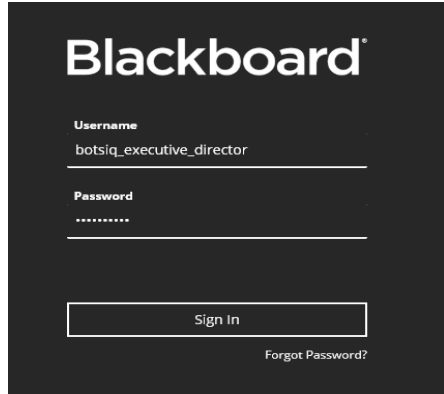 Blackboard®
Username
botsiq_executive_director
Password
••••••••••
Sign In
Forgot Password?